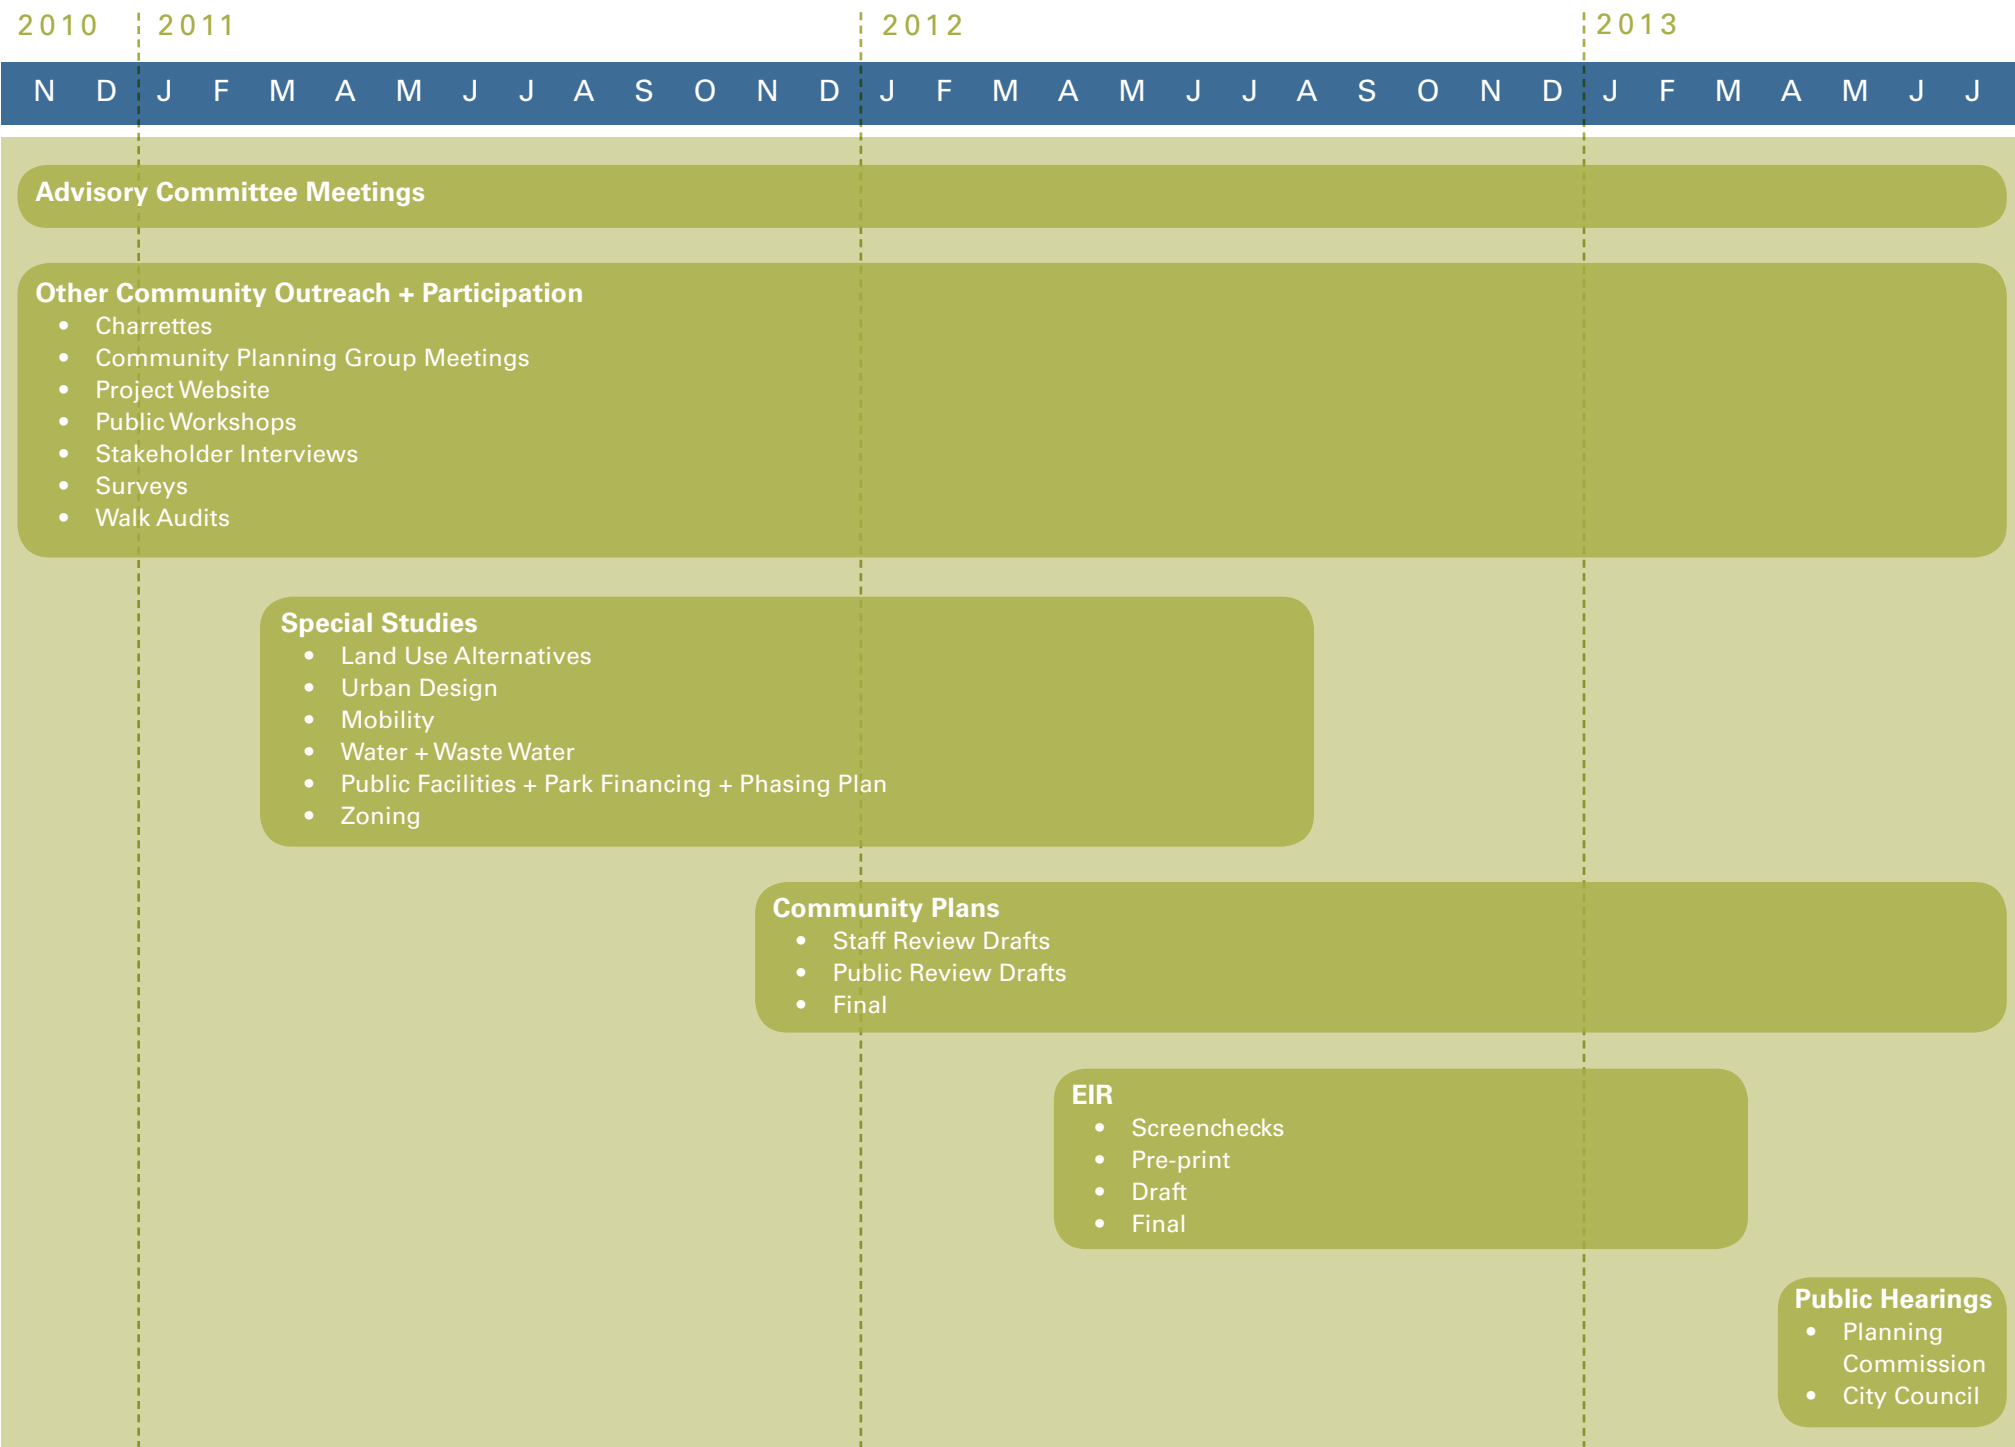 2010 2011 2012 2013
N D J F M A M J J A S O N D J F M A M J J A S O N D J F M A M J J
Advisory Committee Meetings
Other Community Outreach + Participation
• Charrettes
• Community Planning Group Meetings
• Project Website
• Public Workshops
• Stakeholder Interviews
• Surveys
• Walk Audits
Special Studies
• Land Use Alternatives
• Urban Design
• Mobility
• Water + Waste Water
• Public Facilities + Park Financing + Phasing Plan
• Zoning
Community Plans
• Staff Review Drafts
• Public Review Drafts
• Final
EIR
• Screenchecks
• Pre-print
• Draft
• Final
Public Hearings
• Planning
Commission
• City Council